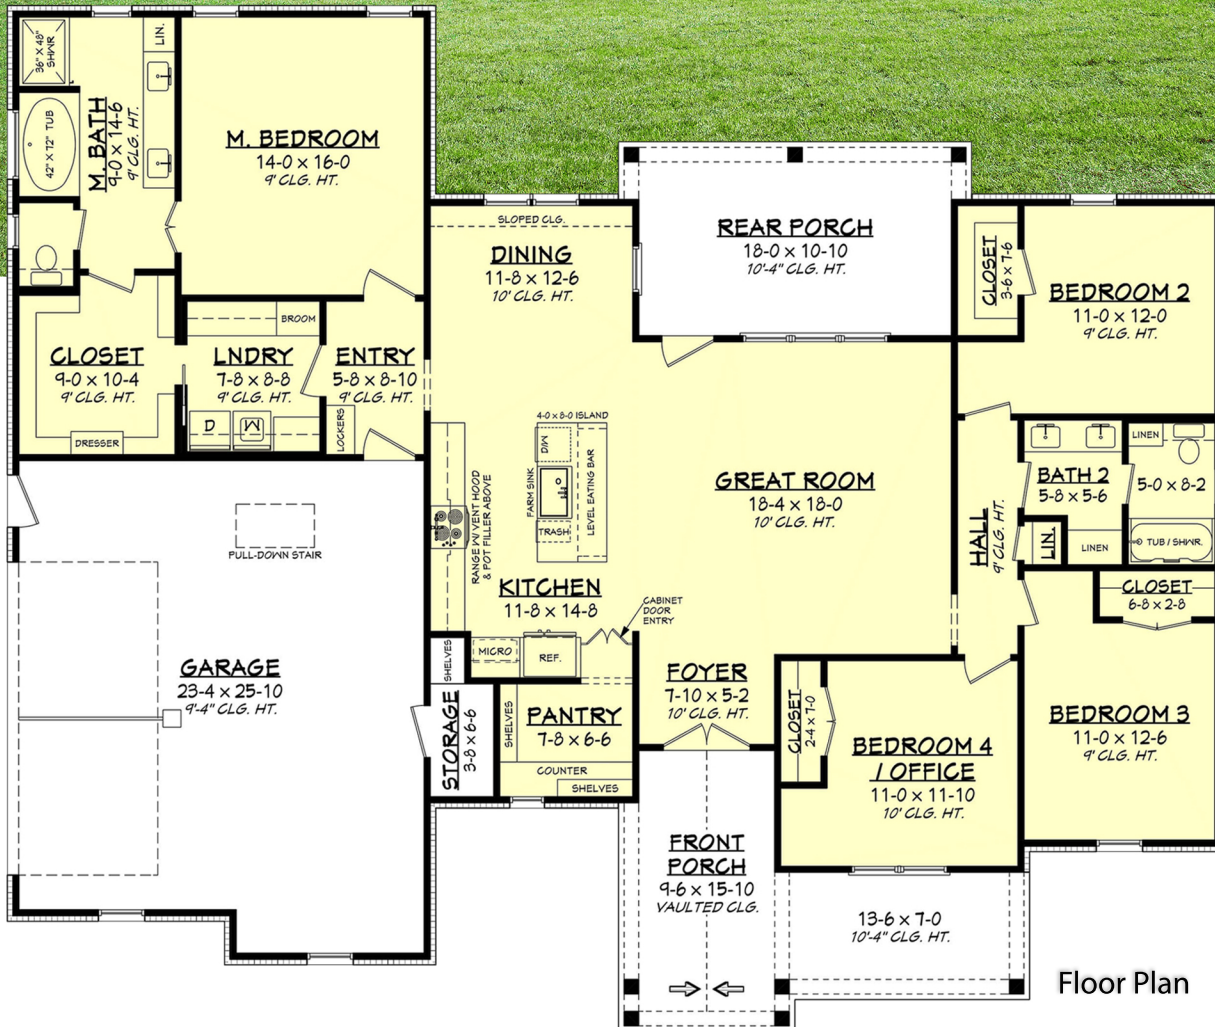 36" X 48"
SHWR
LIN.
42" X 72" TUB
M. BATH
9-0 x 14-6
9' CLG. HT.
M. BEDROOM
14-0 x 16-0
9' CLG. HT.
SLOPED CLG.
DINING
11-8 x 12-6
10' CLG. HT.
REAR PORCH
18-0 x 10-10
10'-4" CLG. HT.
CLOSET
3-6 x 7-6
BEDROOM 2
11-0 x 12-0
9' CLG. HT.
CLOSET
9-0 x 10-4
9' CLG. HT.
DRESSER
BROOM
LNDRY
7-8 x 8-8
9' CLG. HT.
D
W
ENTRY
5-8 x 8-10
9' CLG. HT.
LOCKERS
4-0 x 8-0 ISLAND
D/W
FARM SINK
TRASH
LEVEL EATING BAR
RANGE W/ VENT HOOD
& POT FILLER ABOVE
KITCHEN
11-8 x 14-8
GREAT ROOM
18-4 x 18-0
10' CLG. HT.
HALL
9' CLG. HT.
BATH 2
5-8 x 5-6
LINEN
5-0 x 8-2
LIN.
LINEN
TUB / SHWR.
CLOSET
6-8 x 2-8
PULL-DOWN STAIR
GARAGE
23-4 x 25-10
9'-4" CLG. HT.
SHELVES
STORAGE
3-8 x 6-6
MICRO
REF.
CABINET
DOOR
ENTRY
SHELVES
PANTRY
7-8 x 6-6
COUNTER
SHELVES
FOYER
7-10 x 5-2
10' CLG. HT.
CLOSET
2-4 x 7-0
BEDROOM 4
/ OFFICE
11-0 x 11-10
10' CLG. HT.
BEDROOM 3
11-0 x 12-6
9' CLG. HT.
FRONT
PORCH
9-6 x 15-10
VAULTED CLG.
13-6 x 7-0
10'-4" CLG. HT.
Floor Plan